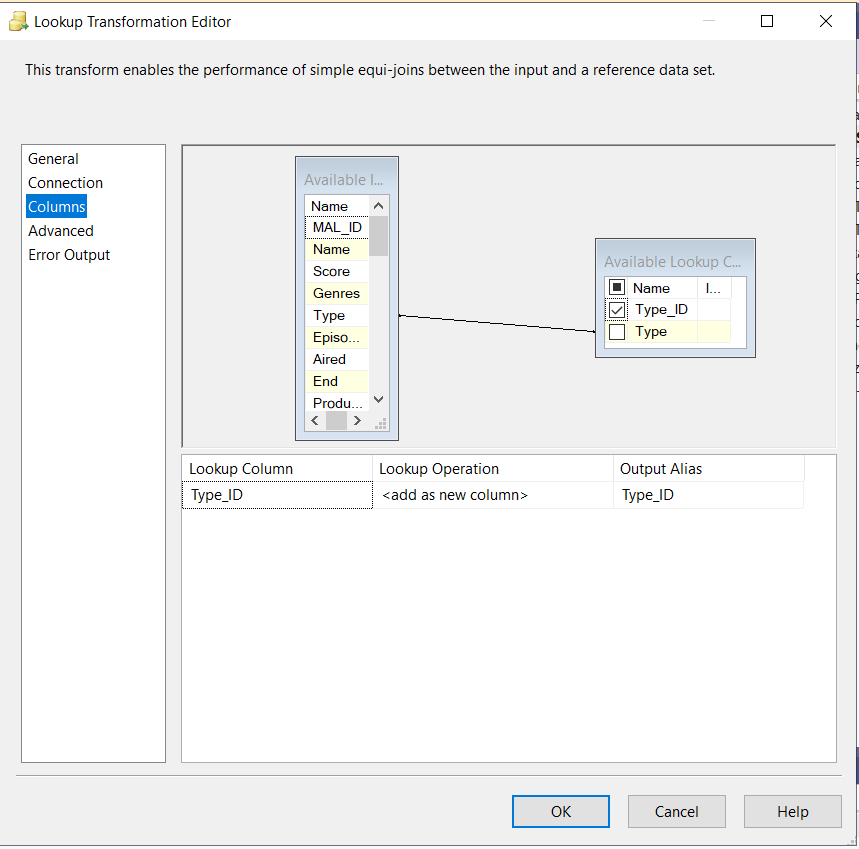 Lookup Transformation Editor
This transform enables the performance of simple equi-joins between the input and a reference data set.
General
Connection
Columns
Advanced
Error Output
Available I...
Name
MAL_ID
Name
Score
Genres
Type
Episo...
Aired
End
Produ...
Available Lookup C...
Name I...
Type_ID
Type
Lookup Column Lookup Operation Output Alias
Type_ID <add as new column> Type_ID
OK Cancel Help